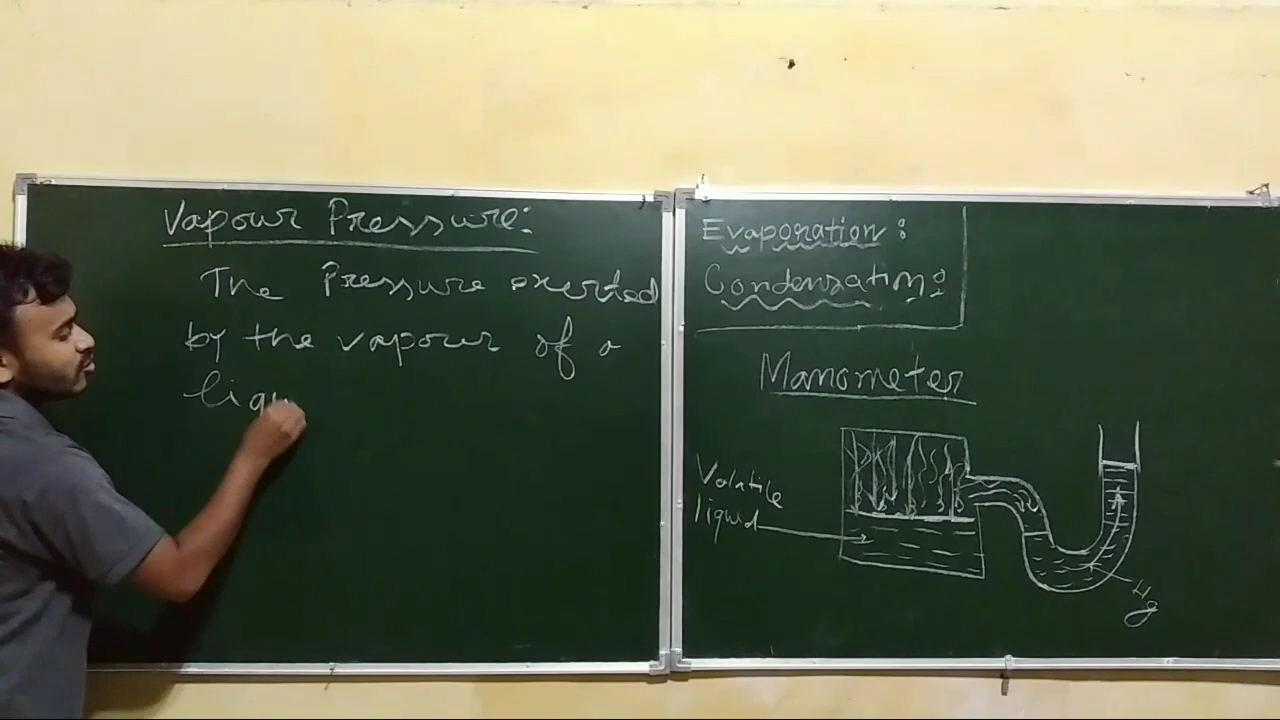 Vapour Pressure:
The Pressure exerted
by the vapour of a
liqu
Evaporation:
Condensation:
Manometer
Volatile
liquid
Hg